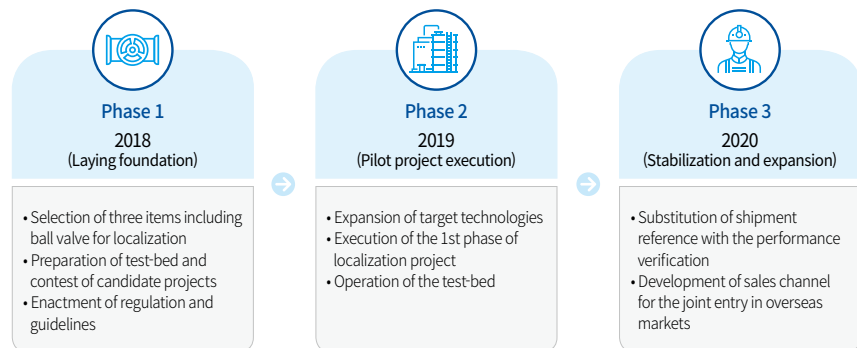 Phase 1
2018
(Laying foundation)
• Selection of three items including
ball valve for localization
• Preparation of test-bed and
contest of candidate projects
• Enactment of regulation and
guidelines
Phase 2
2019
(Pilot project execution)
• Expansion of target technologies
• Execution of the 1st phase of
localization project
• Operation of the test-bed
Phase 3
2020
(Stabilization and expansion)
• Substitution of shipment
reference with the performance
verification
• Development of sales channel
for the joint entry in overseas
markets